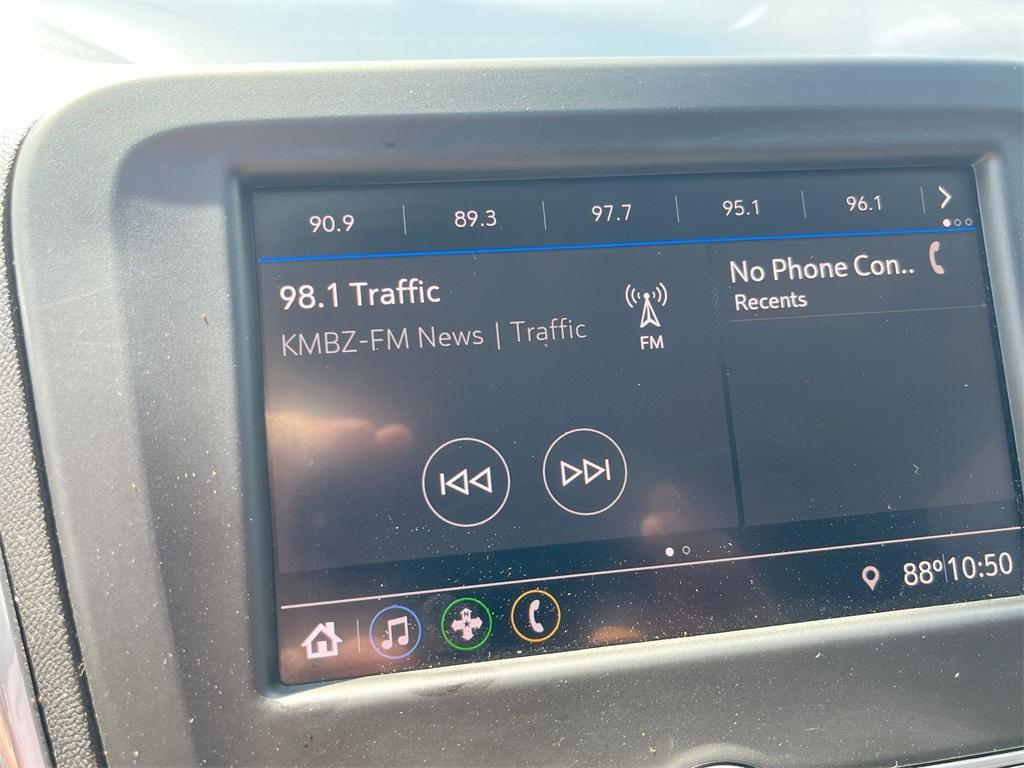 90.9 89.3 97.7 95.1 96.1
98.1 Traffic
KMBZ-FM News | Traffic
FM
No Phone Con..
Recents
N
88° 10:50